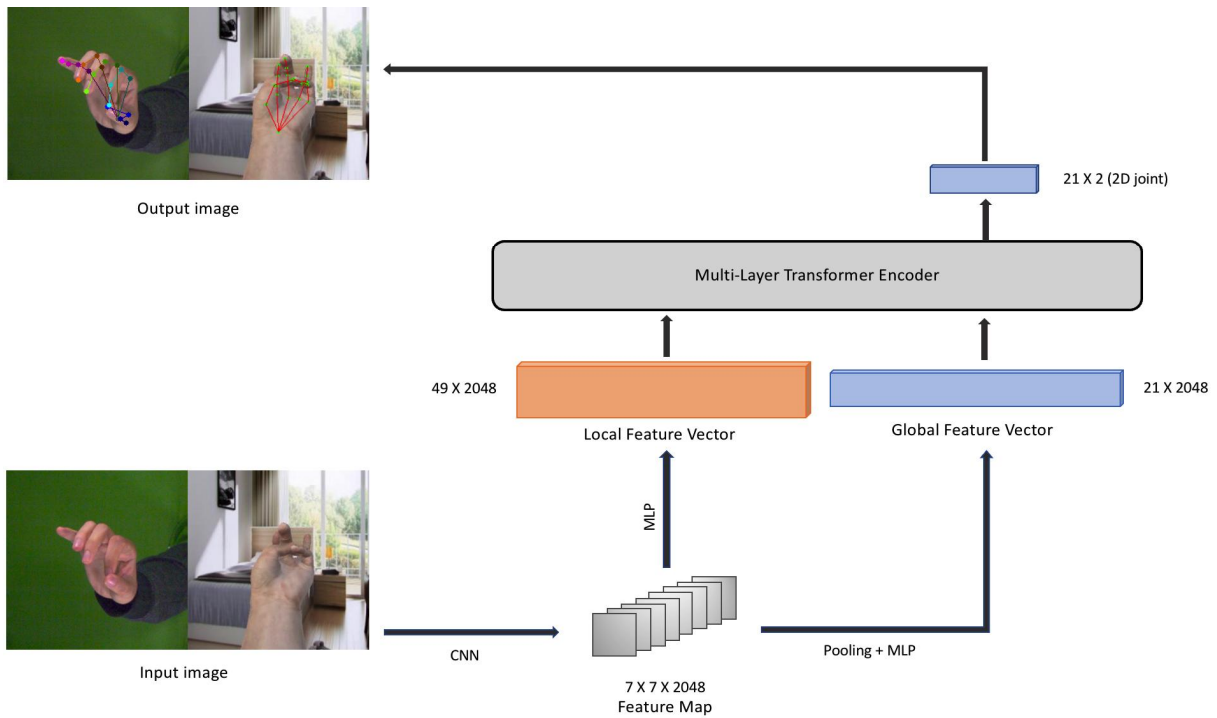 Output image
21 X 2 (2D joint)
Multi-Layer Transformer Encoder
49 X 2048
21 X 2048
Local Feature Vector
Global Feature Vector
MLP
Input image
CNN
Pooling + MLP
7 X 7 X 2048
Feature Map